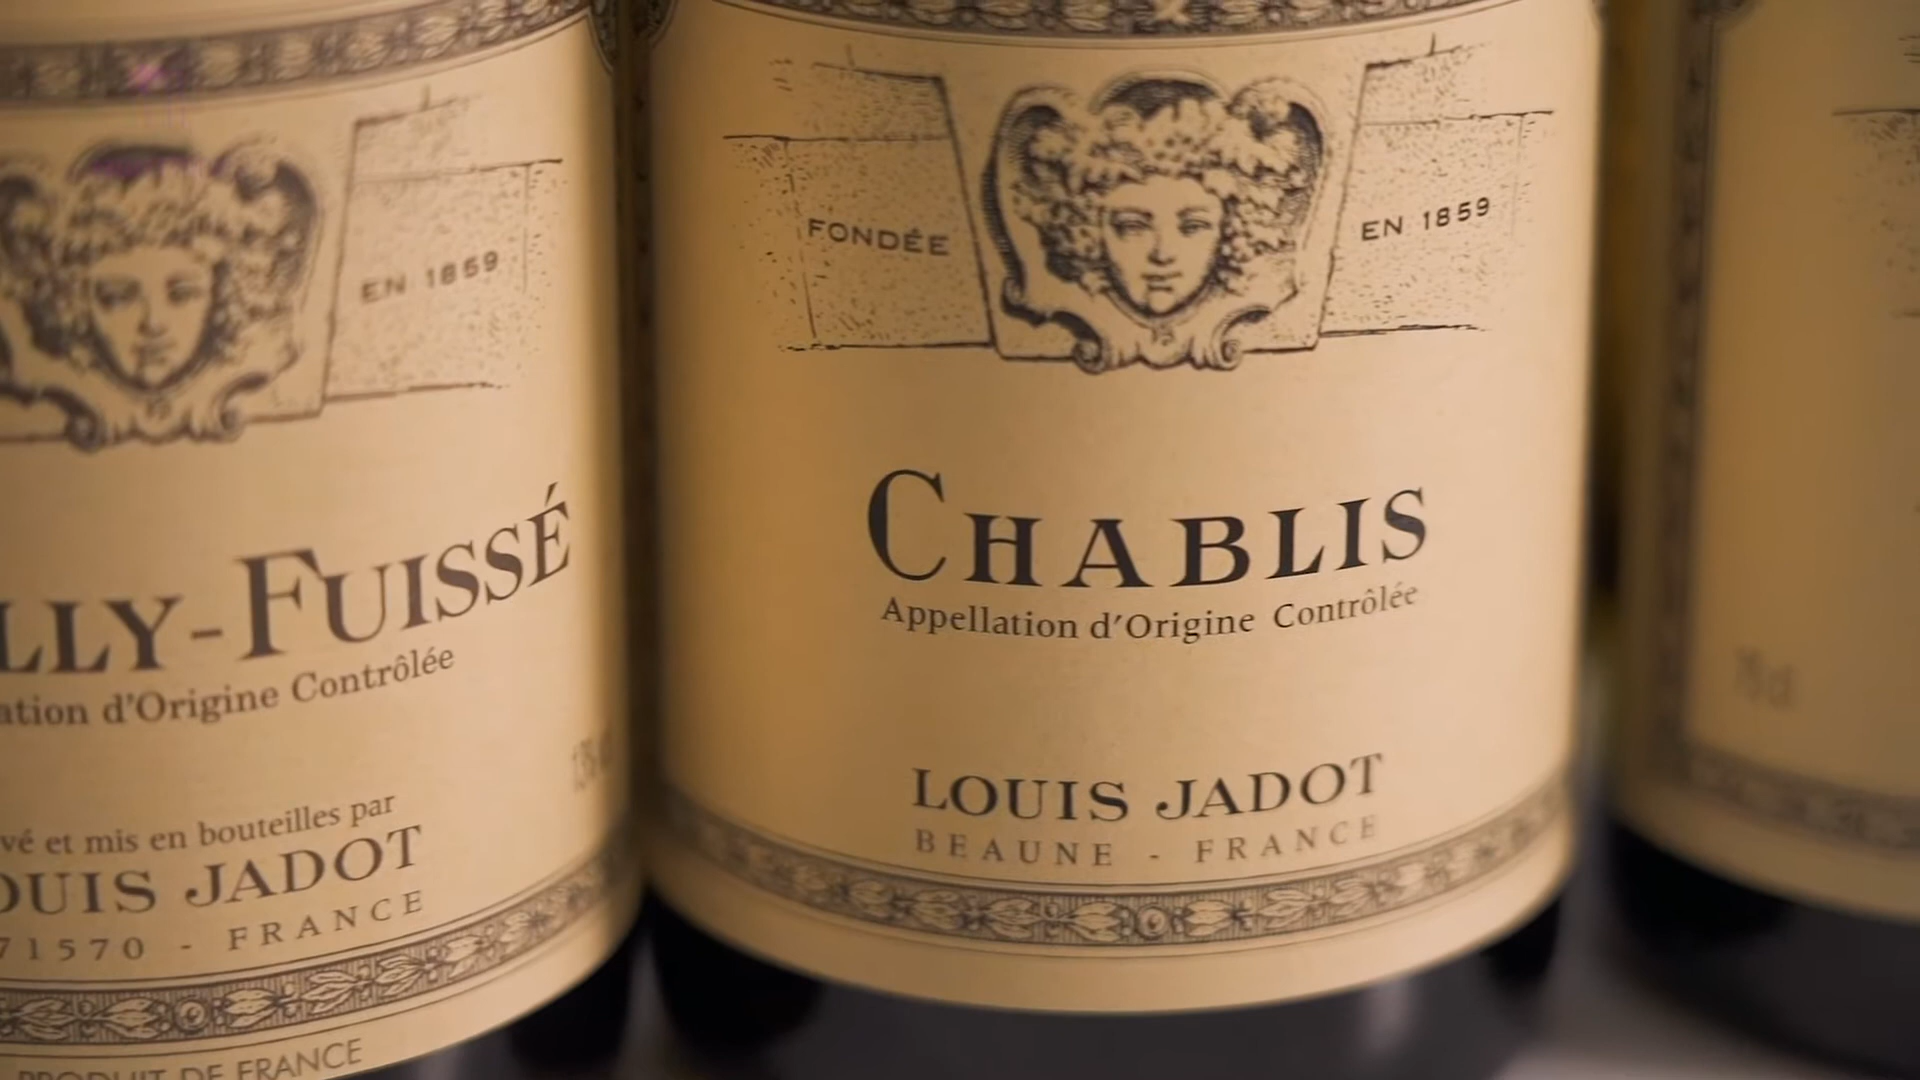 EN 1859
LLY-FUISSÉ
ation d'Origine Contrôlée
vé et mis en bouteilles par
OUIS JADOT
71570 - FRANCE
PRODUIT DE FRANCE
FONDÉE EN 1859
CHABLIS
Appellation d'Origine Contrôlée
LOUIS JADOT
BEAUNE - FRANCE